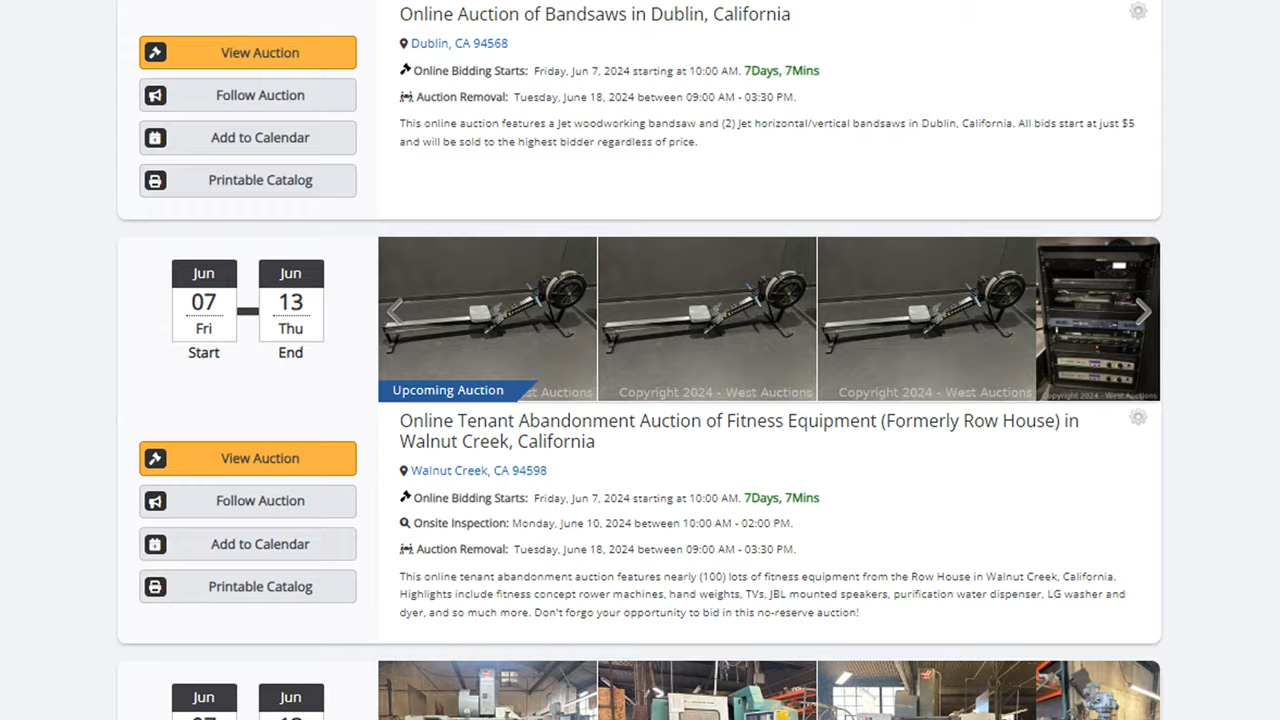 Online Auction of Bandsaws in Dublin, California
View Auction
Dublin, CA 94568
Online Bidding Starts: Friday, Jun 7, 2024 starting at 10:00 AM. 7Days, 7Mins
Follow Auction
Auction Removal: Tuesday, June 18, 2024 between 09:00 AM - 03:30 PM.
Add to Calendar
This online auction features a Jet woodworking bandsaw and (2) Jet horizontal/vertical bandsaws in Dublin, California. All bids start at just $5
and will be sold to the highest bidder regardless of price.
Printable Catalog
Jun Jun
07 13
Fri Thu
Start End
Upcoming Auction
st Auctions
Copyright 2024 - West Auctions
Copyright 2024 - West Auctions
Copyright 2024 - West Auctions
Online Tenant Abandonment Auction of Fitness Equipment (Formerly Row House) in
Walnut Creek, California
View Auction
Walnut Creek, CA 94598
Online Bidding Starts: Friday, Jun 7, 2024 starting at 10:00 AM. 7Days, 7Mins
Follow Auction
Onsite Inspection: Monday, June 10, 2024 between 10:00 AM - 02:00 PM.
Add to Calendar
Auction Removal: Tuesday, June 18, 2024 between 09:00 AM - 03:30 PM.
Printable Catalog
This online tenant abandonment auction features nearly (100) lots of fitness equipment from the Row House in Walnut Creek, California.
Highlights include fitness concept rower machines, hand weights, TVs, JBL mounted speakers, purification water dispenser, LG washer and
dyer, and so much more. Don't forgo your opportunity to bid in this no-reserve auction!
Jun Jun
07 13